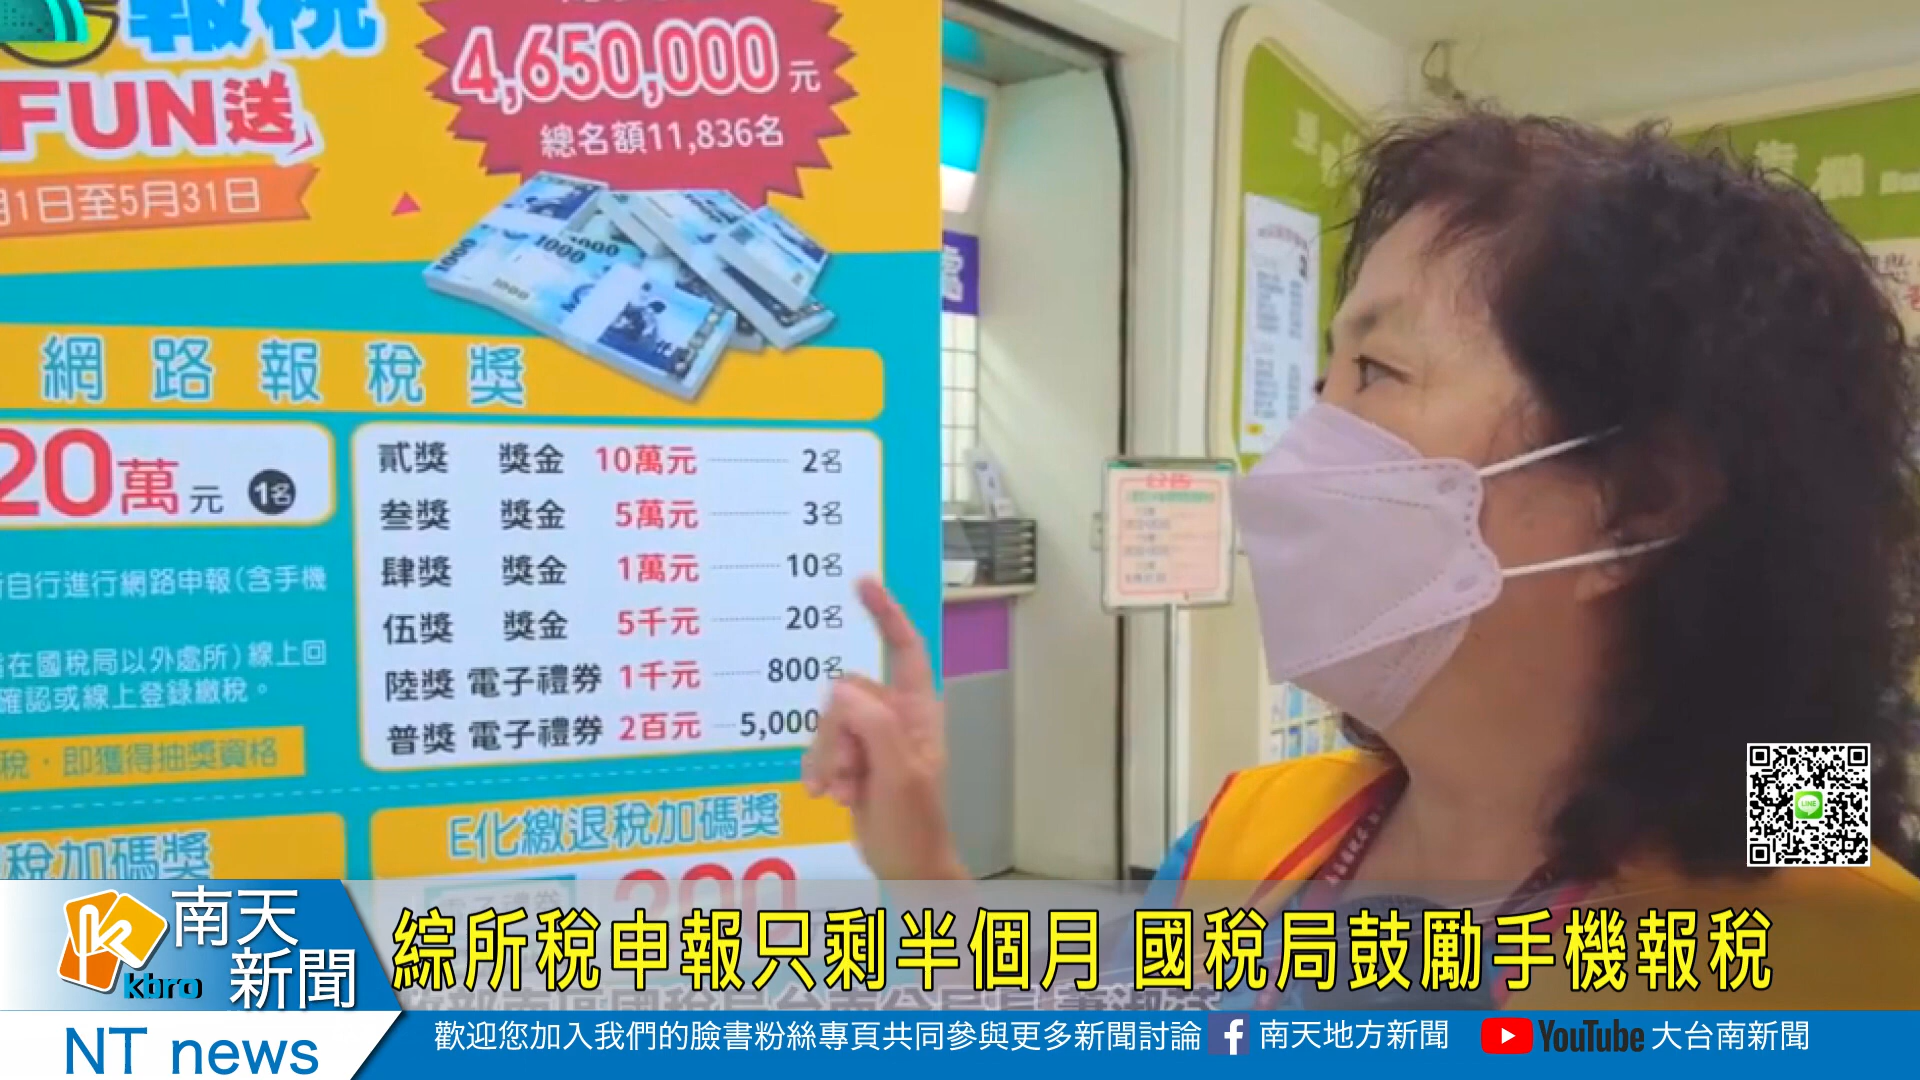 報稅
FUN送
月1日至5月31日
4,650,000元
總名額11,836名
1000
1000
1000
網路報稅獎
20萬元 1名
貳獎 獎金 10萬元 2名
叁獎 獎金 5萬元 3名
肆獎 獎金 1萬元 10名
伍獎 獎金 5千元 20名
陸獎 電子禮券 1千元 800名
普獎 電子禮券 2百元 5,000
自行進行網路申報(含手機
在國稅局以外處所)線上回
確認或線上登錄繳稅。
稅,即獲得抽獎資格
稅加碼獎
E化繳退稅加碼獎
電子禮券
200
LINE
kbro
南天
新聞
綜所稅申報只剩半個月 國稅局鼓勵手機報稅
NT news
歡迎您加入我們的臉書粉絲專頁共同參與更多新聞討論 南天地方新聞 YouTube 大台南新聞